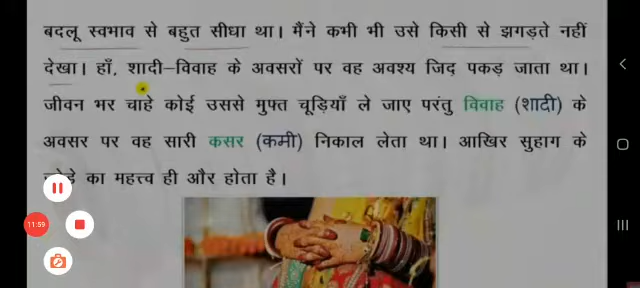 बदलू स्वभाव से बहुत सीधा था। मैंने कभी भी उसे किसी से झगड़ते नहीं
देखा। हाँ, शादी–विवाह के अवसरों पर वह अवश्य जिद पकड़ जाता था।
जीवन भर चाहे कोई उससे मुफ्त चूड़ियाँ ले जाए परंतु विवाह (शादी) के
अवसर पर वह सारी कसर (कमी) निकाल लेता था। आखिर सुहाग के
का महत्त्व ही और होता है।
11:59